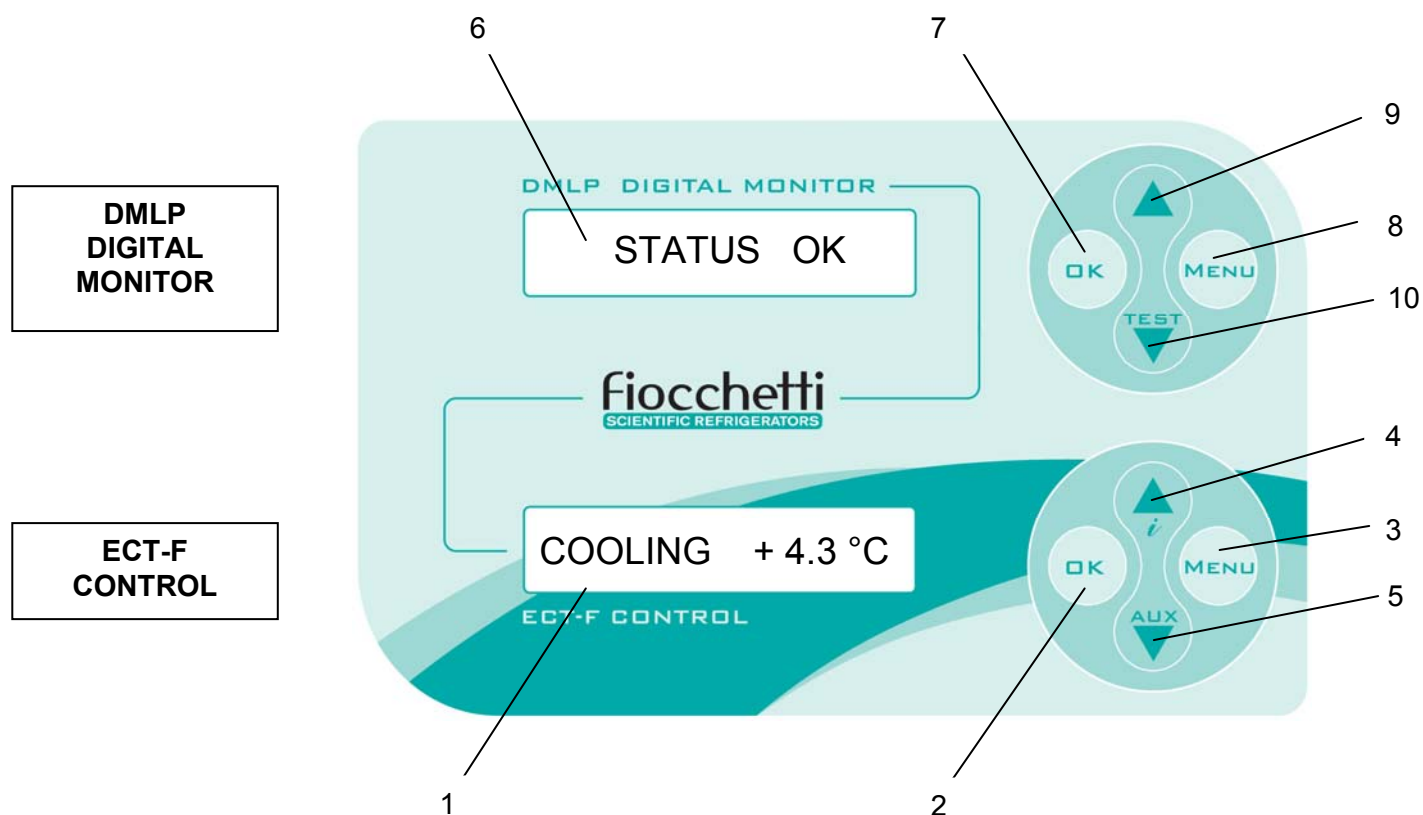 6
7
9
DMLP
DIGITAL
MONITOR
DMLP DIGITAL MONITOR
STATUS OK
OK
MENU
TEST
8
10
fiocchetti
SCIENTIFIC REFRIGERATORS
ECT-F
CONTROL
COOLING + 4.3 °C
ECT-F CONTROL
i
OK
MENU
AUX
4
3
5
1
2